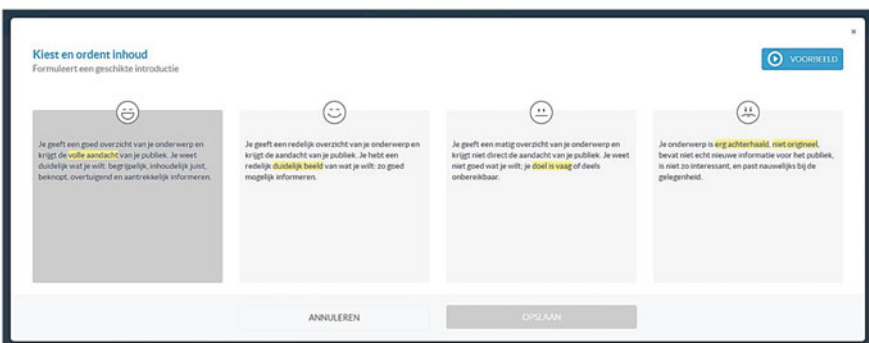 ×
Kiest en ordent inhoud
Formuleert een geschikte introductie
VOORBEELD
Je geeft een goed overzicht van je onderwerp en
krijgt de volle aandacht van je publiek. Je weet
duidelijk wat je wilt: begrijpelijk, inhoudelijk juist,
beknopt, overtuigend en aantrekkelijk informeren.
Je geeft een redelijk overzicht van je onderwerp en
krijgt de aandacht van je publiek. Je hebt een
redelijk duidelijk beeld van wat je wilt: zo goed
mogelijk informeren.
Je geeft een matig overzicht van je onderwerp en
krijgt niet direct de aandacht van je publiek. Je weet
niet goed wat je wilt; je doel is vaag of deels
onbereikbaar.
Je onderwerp is erg achterhaald, niet origineel,
bevat niet echt nieuwe informatie voor het publiek,
is niet zo interessant, en past nauwelijks bij de
gelegenheid.
ANNULEREN
OPSLAAN